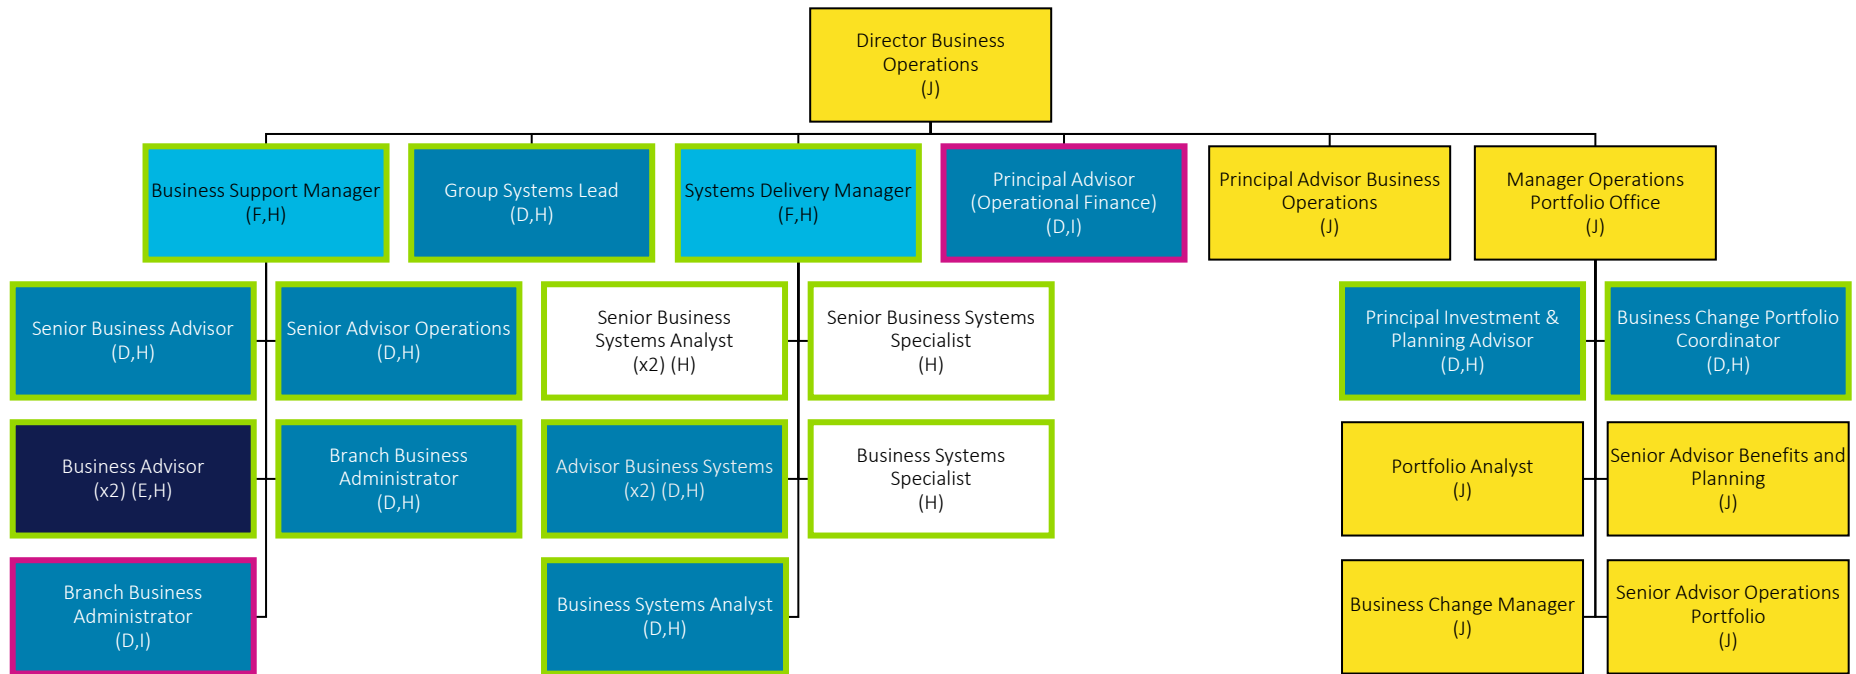 Director Business
Operations
(J)
Business Support Manager
(F,H)
Group Systems Lead
(D,H)
Systems Delivery Manager
(F,H)
Principal Advisor
(Operational Finance)
(D,I)
Principal Advisor Business
Operations
(J)
Manager Operations
Portfolio Office
(J)
Senior Business Advisor
(D,H)
Senior Advisor Operations
(D,H)
Senior Business
Systems Analyst
(x2) (H)
Senior Business Systems
Specialist
(H)
Principal Investment &
Planning Advisor
(D,H)
Business Change Portfolio
Coordinator
(D,H)
Business Advisor
(x2) (E,H)
Branch Business
Administrator
(D,H)
Advisor Business Systems
(x2) (D,H)
Business Systems
Specialist
(H)
Portfolio Analyst
(J)
Senior Advisor Benefits and
Planning
(J)
Branch Business
Administrator
(D,I)
Business Systems Analyst
(D,H)
Business Change Manager
(J)
Senior Advisor Operations
Portfolio
(J)